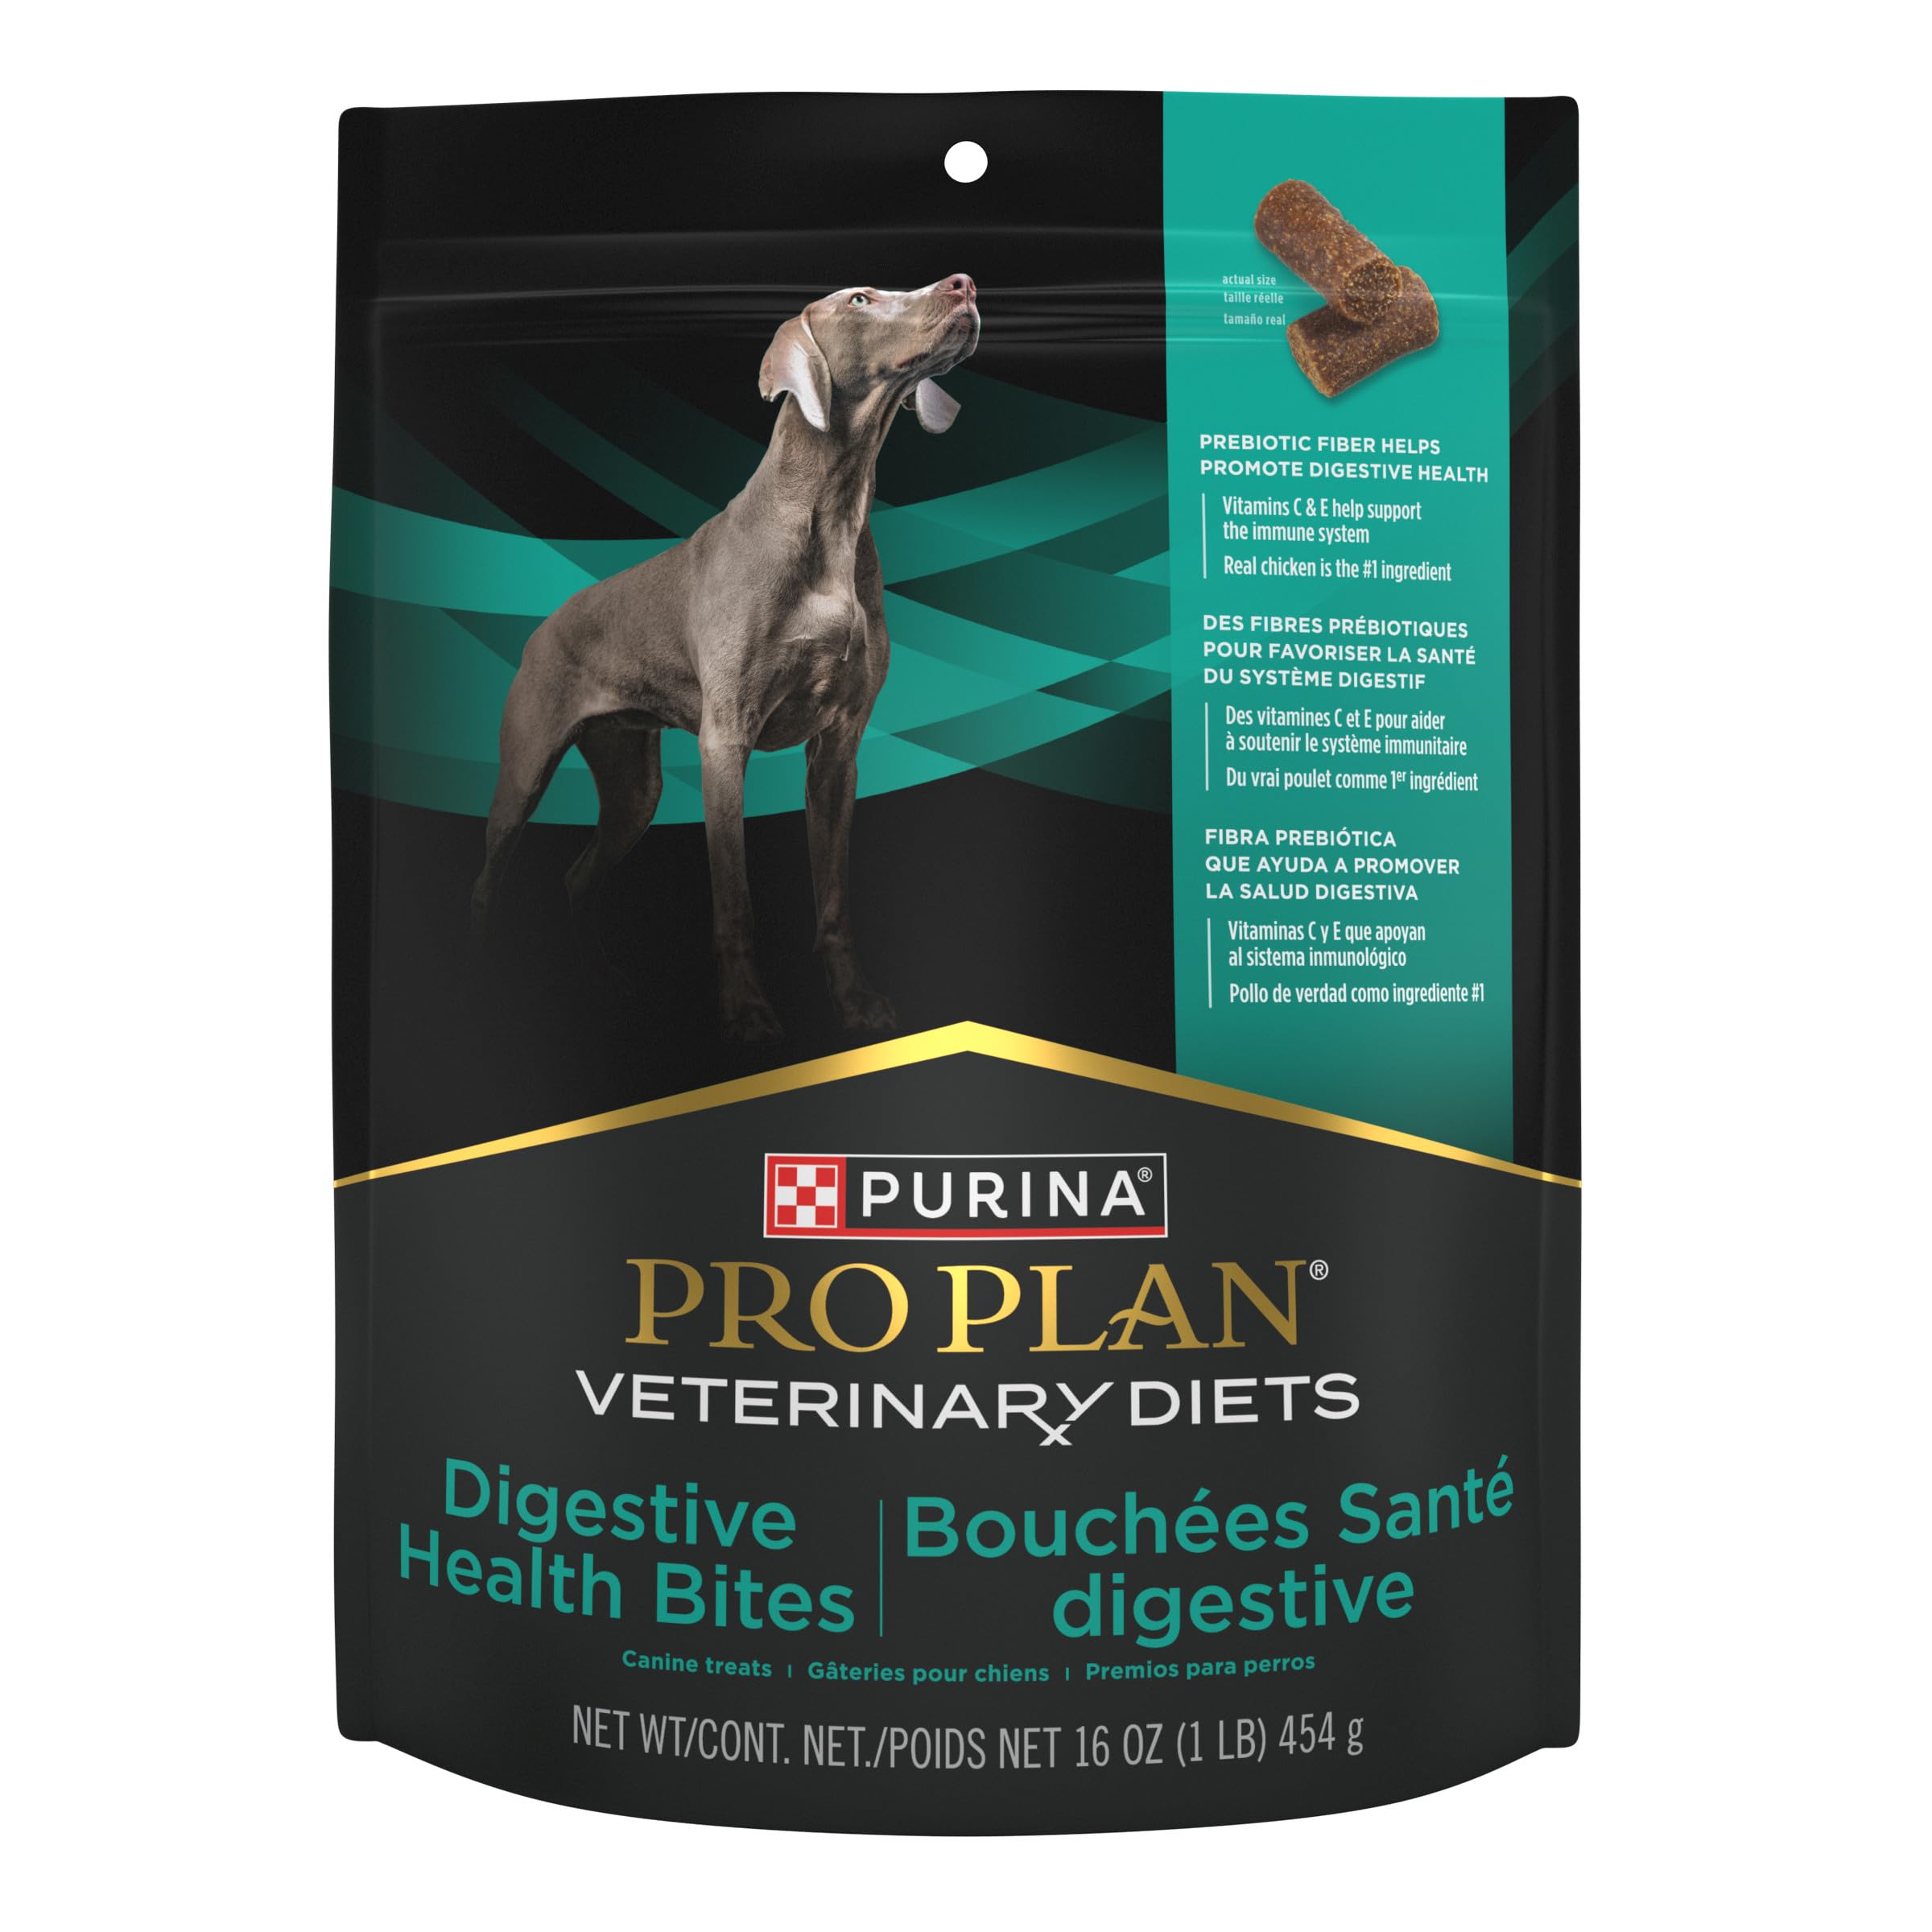 actual size
taille réelle
tamaño real
PREBIOTIC FIBER HELPS
PROMOTE DIGESTIVE HEALTH
Vitamins C & E help support
the immune system
Real chicken is the #1 ingredient
DES FIBRES PRÉBIOTIQUES
POUR FAVORISER LA SANTÉ
DU SYSTÈME DIGESTIF
Des vitamines C et E pour aider
à soutenir le système immunitaire
Du vrai poulet comme 1er ingrédient
FIBRA PREBIÓTICA
QUE AYUDA A PROMOVER
LA SALUD DIGESTIVA
Vitaminas C y E que apoyan
al sistema inmunológico
Pollo de verdad como ingrediente #1
PURINA®
PRO PLAN®
VETERINARY DIETS
Digestive
Health Bites
Bouchées Santé
digestive
Canine treats | Gâteries pour chiens | Premios para perros
NET WT/CONT. NET./POIDS NET 16 OZ (1 LB) 454 g